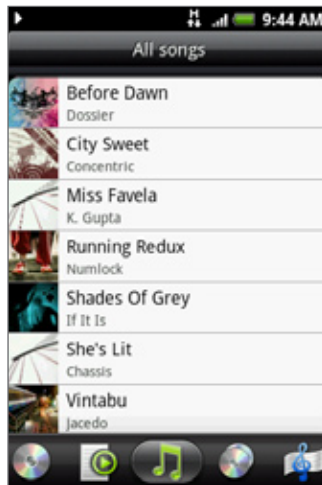 H
9:44 AM
All songs
Before Dawn
Dossier
City Sweet
Concentric
Miss Favela
K. Gupta
Running Redux
Numlock
Shades Of Grey
If It Is
She's Lit
Chassis
Vintabu
Jacedo